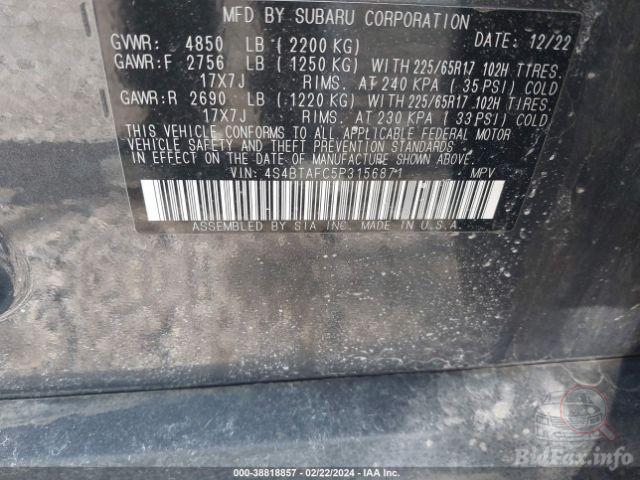 MFD BY SUBARU CORPORATION
GVWR: 4850 LB (2200 KG) DATE: 12/22
GAWR:F 2756 LB (1250 KG) WITH 225/65R17 102H TIRES.
17X7J RIMS. AT 240 KPA (35 PSI) COLD
GAWR:R 2690 LB (1220 KG) WITH 225/65R17 102H TIRES.
17X7J RIMS. AT 230 KPA (33 PSI) COLD
THIS VEHICLE CONFORMS TO ALL APPLICABLE FEDERAL MOTOR
VEHICLE SAFETY AND THEFT PREVENTION STANDARDS
IN EFFECT ON THE DATE OF MANUFACTURE SHOWN ABOVE.
VIN: 4S4BTAFC5P3156871 MPV
ASSEMBLED BY SIA INC. MADE IN U.S.A.
BidFax.info
000-38818857 - 02/22/2024 - IAA Inc.